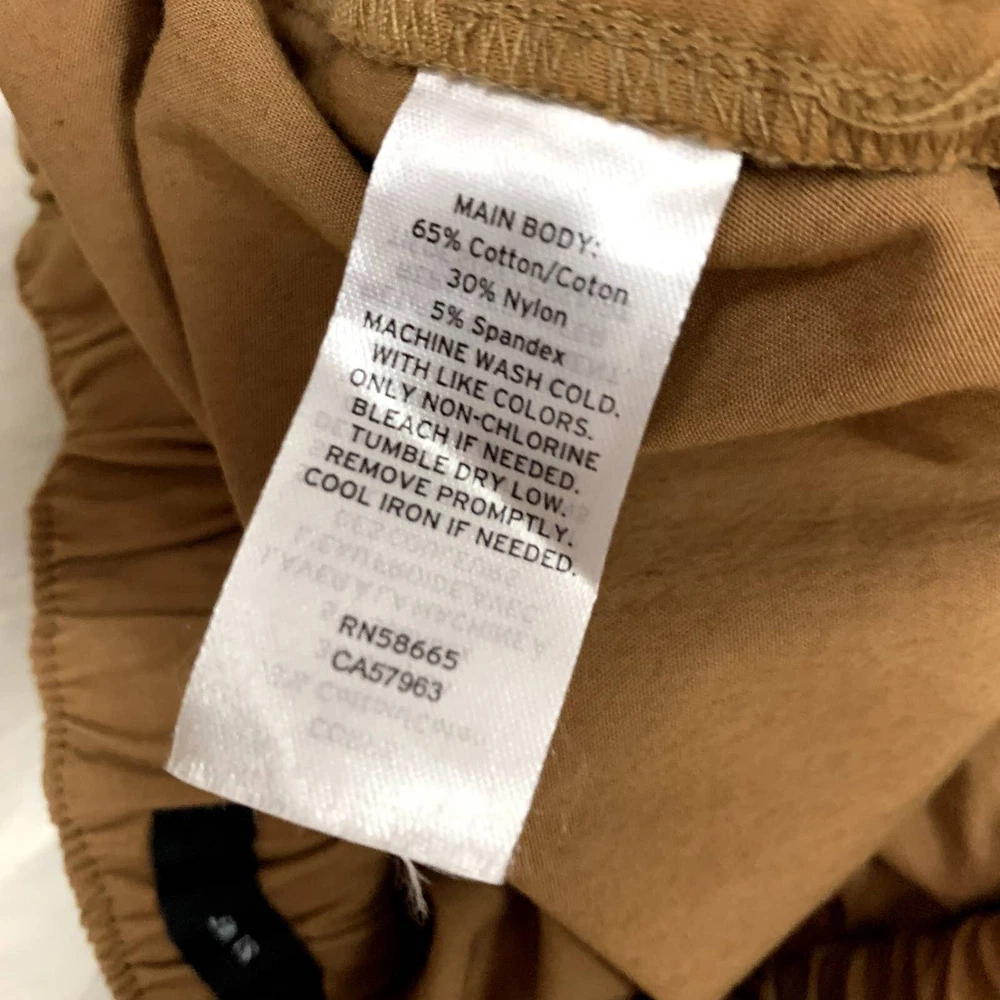 MAIN BODY:
65% Cotton/Coton
30% Nylon
5% Spandex
MACHINE WASH COLD.
WITH LIKE COLORS.
ONLY NON-CHLORINE
BLEACH IF NEEDED.
TUMBLE DRY LOW.
REMOVE PROMPTLY.
COOL IRON IF NEEDED.
RN58665
CA57963